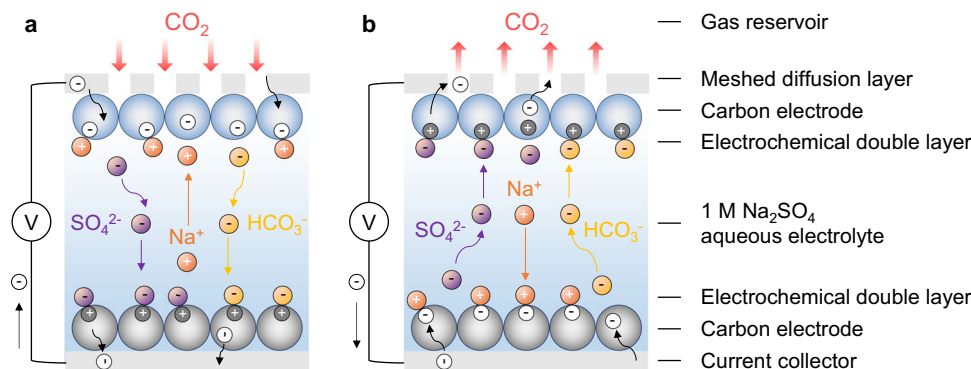 a
CO₂
V
SO₄²⁻
Na⁺
HCO₃⁻
b
CO₂
V
SO₄²⁻
Na⁺
HCO₃⁻
Gas reservoir
Meshed diffusion layer
Carbon electrode
Electrochemical double layer
1 M Na₂SO₄
aqueous electrolyte
Electrochemical double layer
Carbon electrode
Current collector